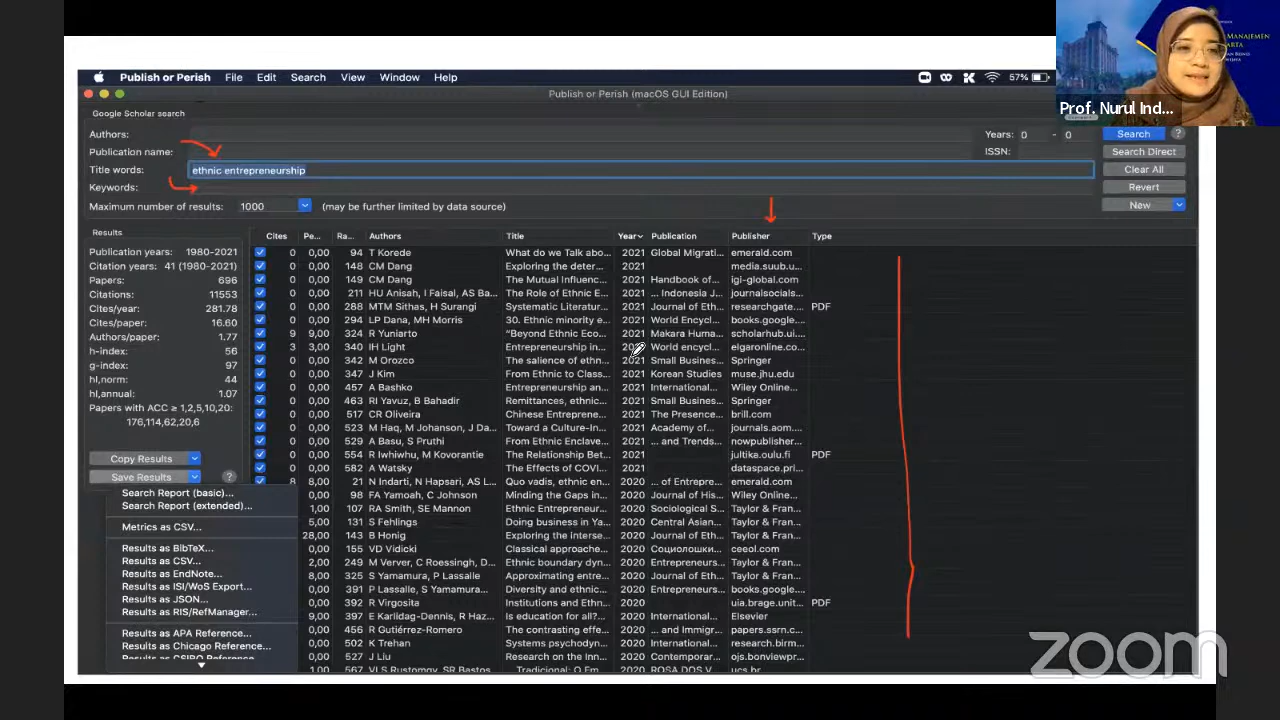 Publish or Perish File Edit Search View Window Help 57%
Publish or Perish (macOS GUI Edition)
MANAJEMEN
Prof. Nurul Ind...
Google Scholar search
Authors: Years: 0 - 0 Search ?
Publication name: ISSN: Search Direct
Title words: ethnic entrepreneurship Clear All
Keywords: Revert
Maximum number of results: 1000 (may be further limited by data source) New
Results
Publication years: 1980-2021
Citation years: 41 (1980-2021)
Papers: 696
Citations: 11553
Cites/year: 281.78
Cites/paper: 16.60
Authors/paper: 1.77
h-index: 56
g-index: 97
hI,norm: 44
hI,annual: 1.07
Papers with ACC ≥ 1,2,5,10,20:
176,114,62,20,6
Copy Results
Save Results ?
Search Report (basic)...
Search Report (extended)...
Metrics as CSV...
Results as BibTeX...
Results as CSV...
Results as EndNote...
Results as ISI/WoS Export...
Results as JSON...
Results as RIS/RefManager...
Results as APA Reference...
Results as Chicago Reference...
Results as CSIRO Reference
Cites Pe... Ra... Authors Title Year Publication Publisher Type
0 0,00 94 T Korede What do we Talk abo... 2021 Global Migrati... emerald.com
0 0,00 148 CM Dang Exploring the deter... 2021 media.suub.u...
0 0,00 149 CM Dang The Mutual Influenc... 2021 Handbook of... igi-global.com
0 0,00 211 HU Anisah, I Faisal, AS Ba... The Role of Ethnic E... 2021 ... Indonesia J... journalsocials...
0 0,00 288 MTM Sithas, H Surangi Systematic Literatur... 2021 Journal of Eth... researchgate.... PDF
0 0,00 294 LP Dana, MH Morris 30. Ethnic minority e... 2021 World Encycl... books.google....
9 9,00 324 R Yuniarto "Beyond Ethnic Eco... 2021 Makara Huma... scholarhub.ui....
3 3,00 340 IH Light Entrepreneurship in... 2021 World encyc... elgaronline.co...
0 0,00 342 M Orozco The salience of ethn... 2021 Small Busines... Springer
0 0,00 347 J Kim From Ethnic to Class... 2021 Korean Studies muse.jhu.edu
0 0,00 457 A Bashko Entrepreneurship an... 2021 International... Wiley Online...
0 0,00 463 RI Yavuz, B Bahadir Remittances, ethnic... 2021 Small Busines... Springer
0 0,00 517 CR Oliveira Chinese Entreprene... 2021 The Presence... brill.com
0 0,00 523 M Haq, M Johanson, J Da... Toward a Culture-In... 2021 Academy of... journals.aom....
0 0,00 529 A Basu, S Pruthi From Ethnic Enclave... 2021 ... and Trends... nowpublisher...
0 0,00 554 R Iwhiwhu, M Kovorantie The Relationship Bet... 2021 jultika.oulu.fi PDF
0 0,00 582 A Watsky The Effects of COVI... 2021 dataspace.pri...
8 8,00 21 N Indarti, N Hapsari, AS L... Quo vadis, ethnic en... 2020 ... of Entrepre... emerald.com
0,00 98 FA Yamoah, C Johnson Minding the Gaps in... 2020 Journal of His... Wiley Online...
1,00 107 RA Smith, SE Mannon Ethnic Entrepreneur... 2020 Sociological S... Taylor & Fran...
5,00 131 S Fehlings Doing business in Ya... 2020 Central Asian... Taylor & Fran...
28,00 143 B Honig Exploring the interse... 2020 Journal of Eth... Taylor & Fran...
0,00 155 VD Vidicki Classical approache... 2020 Социолошки... ceeol.com
2,00 249 M Verver, C Roessingh, D... Ethnic boundary dyn... 2020 Entrepreneurs... Taylor & Fran...
8,00 325 S Yamamura, P Lassalle Approximating entre... 2020 Journal of Eth... Taylor & Fran...
0,00 391 P Lassalle, S Yamamura... Diversity and ethnic... 2020 Entrepreneurs... books.google...
0,00 392 R Virgosita Institutions and Ethn... 2020 uia.brage.unit... PDF
9,00 397 E Karlidag-Dennis, R Haz... Is education for all?... 2020 International... Elsevier
0,00 456 R Gutiérrez-Romero The contrasting effe... 2020 ... and Immigr... papers.ssrn.c...
0,00 502 K Trehan Systems psychodyn... 2020 International... research.birm...
0,00 527 J Liu Research on the Inn... 2020 Contemporar... ojs.bonviewpr...
1,00 567 VLS Rustomy, SR Bastos Tradicional: O Em 2020 ROSA DOS V ucs.br
zoom